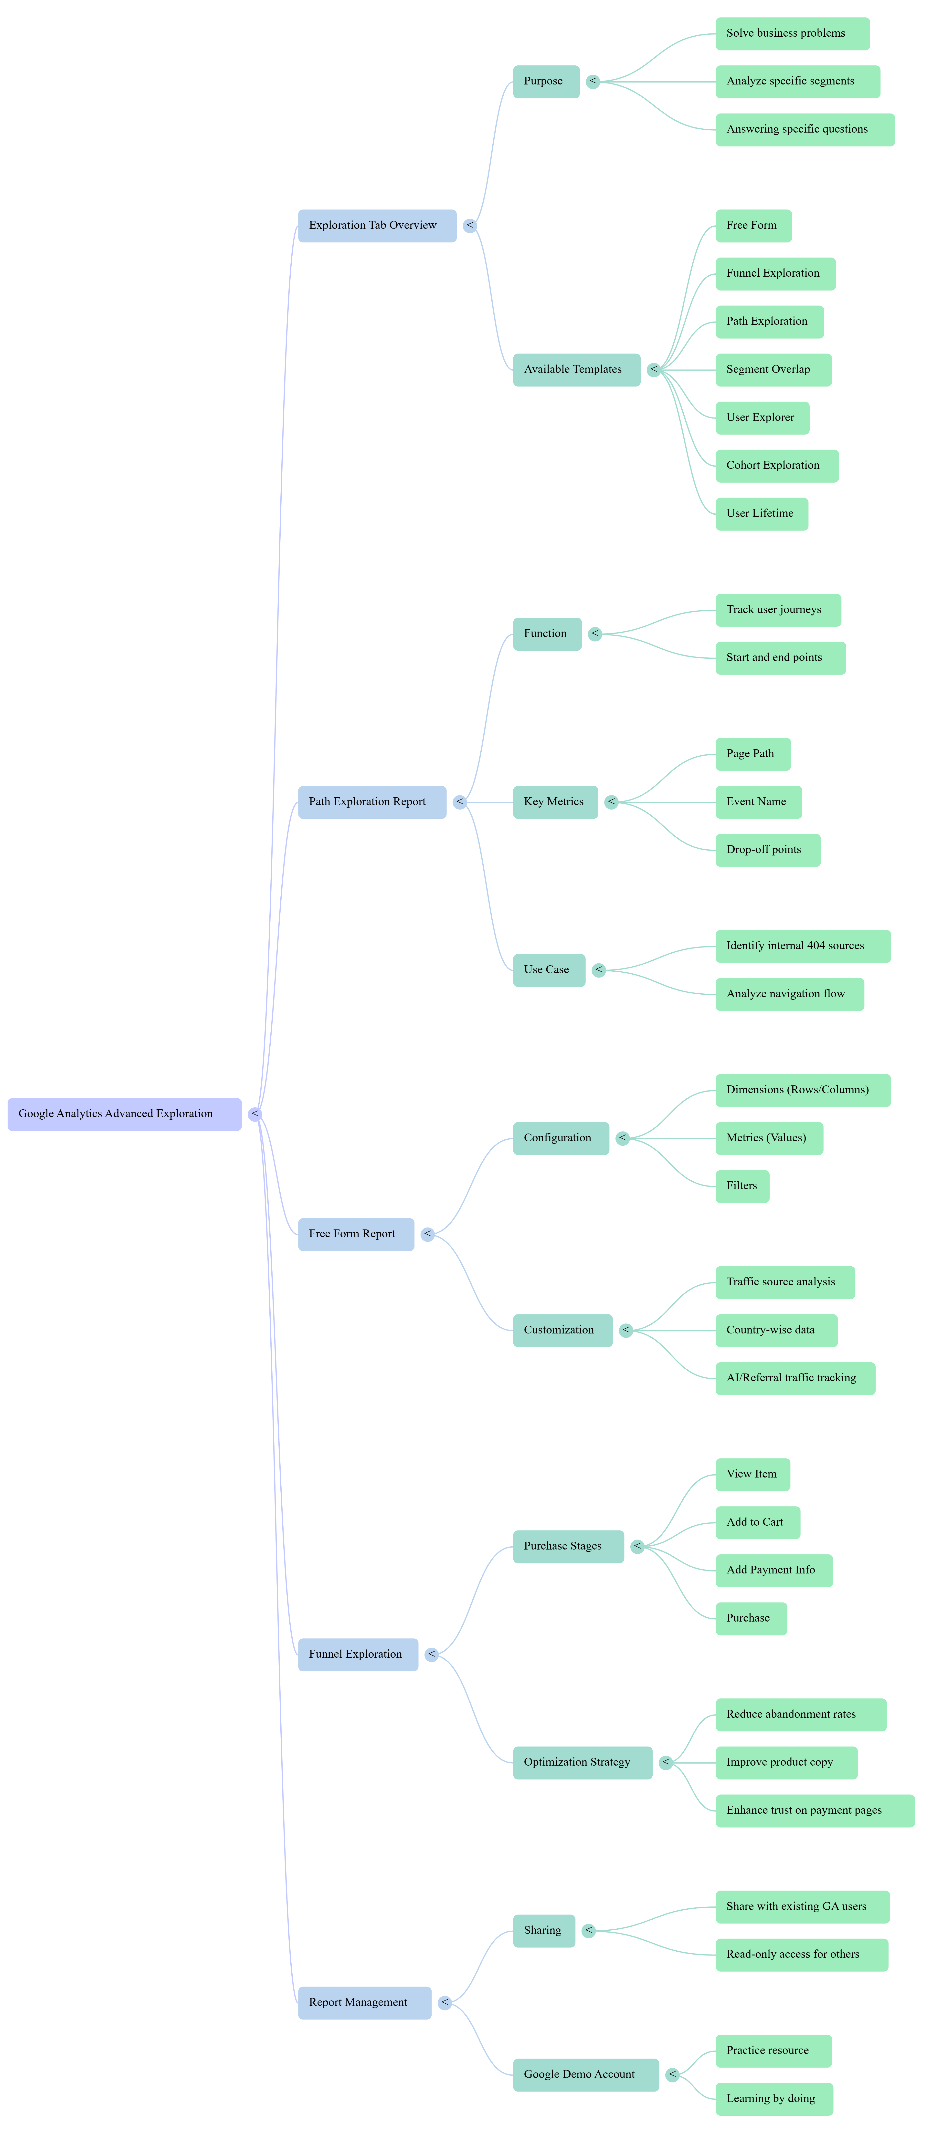 Google Analytics Advanced Exploration
Exploration Tab Overview
Purpose
Solve business problems
Analyze specific segments
Answering specific questions
Available Templates
Free Form
Funnel Exploration
Path Exploration
Segment Overlap
User Explorer
Cohort Exploration
User Lifetime
Path Exploration Report
Function
Track user journeys
Start and end points
Key Metrics
Page Path
Event Name
Drop-off points
Use Case
Identify internal 404 sources
Analyze navigation flow
Free Form Report
Configuration
Dimensions (Rows/Columns)
Metrics (Values)
Filters
Customization
Traffic source analysis
Country-wise data
AI/Referral traffic tracking
Funnel Exploration
Purchase Stages
View Item
Add to Cart
Add Payment Info
Purchase
Optimization Strategy
Reduce abandonment rates
Improve product copy
Enhance trust on payment pages
Report Management
Sharing
Share with existing GA users
Read-only access for others
Google Demo Account
Practice resource
Learning by doing